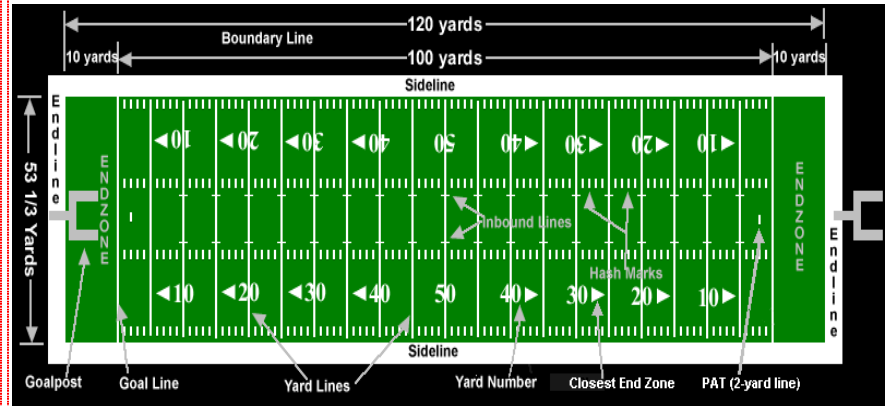 120 yards
Boundary Line
10 yards 100 yards 10 yards
Sideline
Endline
53 1/3 Yards
ENDZONE
10 20 30 40 50 40 30 20 10
ENDZONE
Inbound Lines
Hash Marks
10 20 30 40 50 40 30 20 10
Endline
Sideline
Goalpost Goal Line Yard Lines Yard Number Closest End Zone PAT (2-yard line)